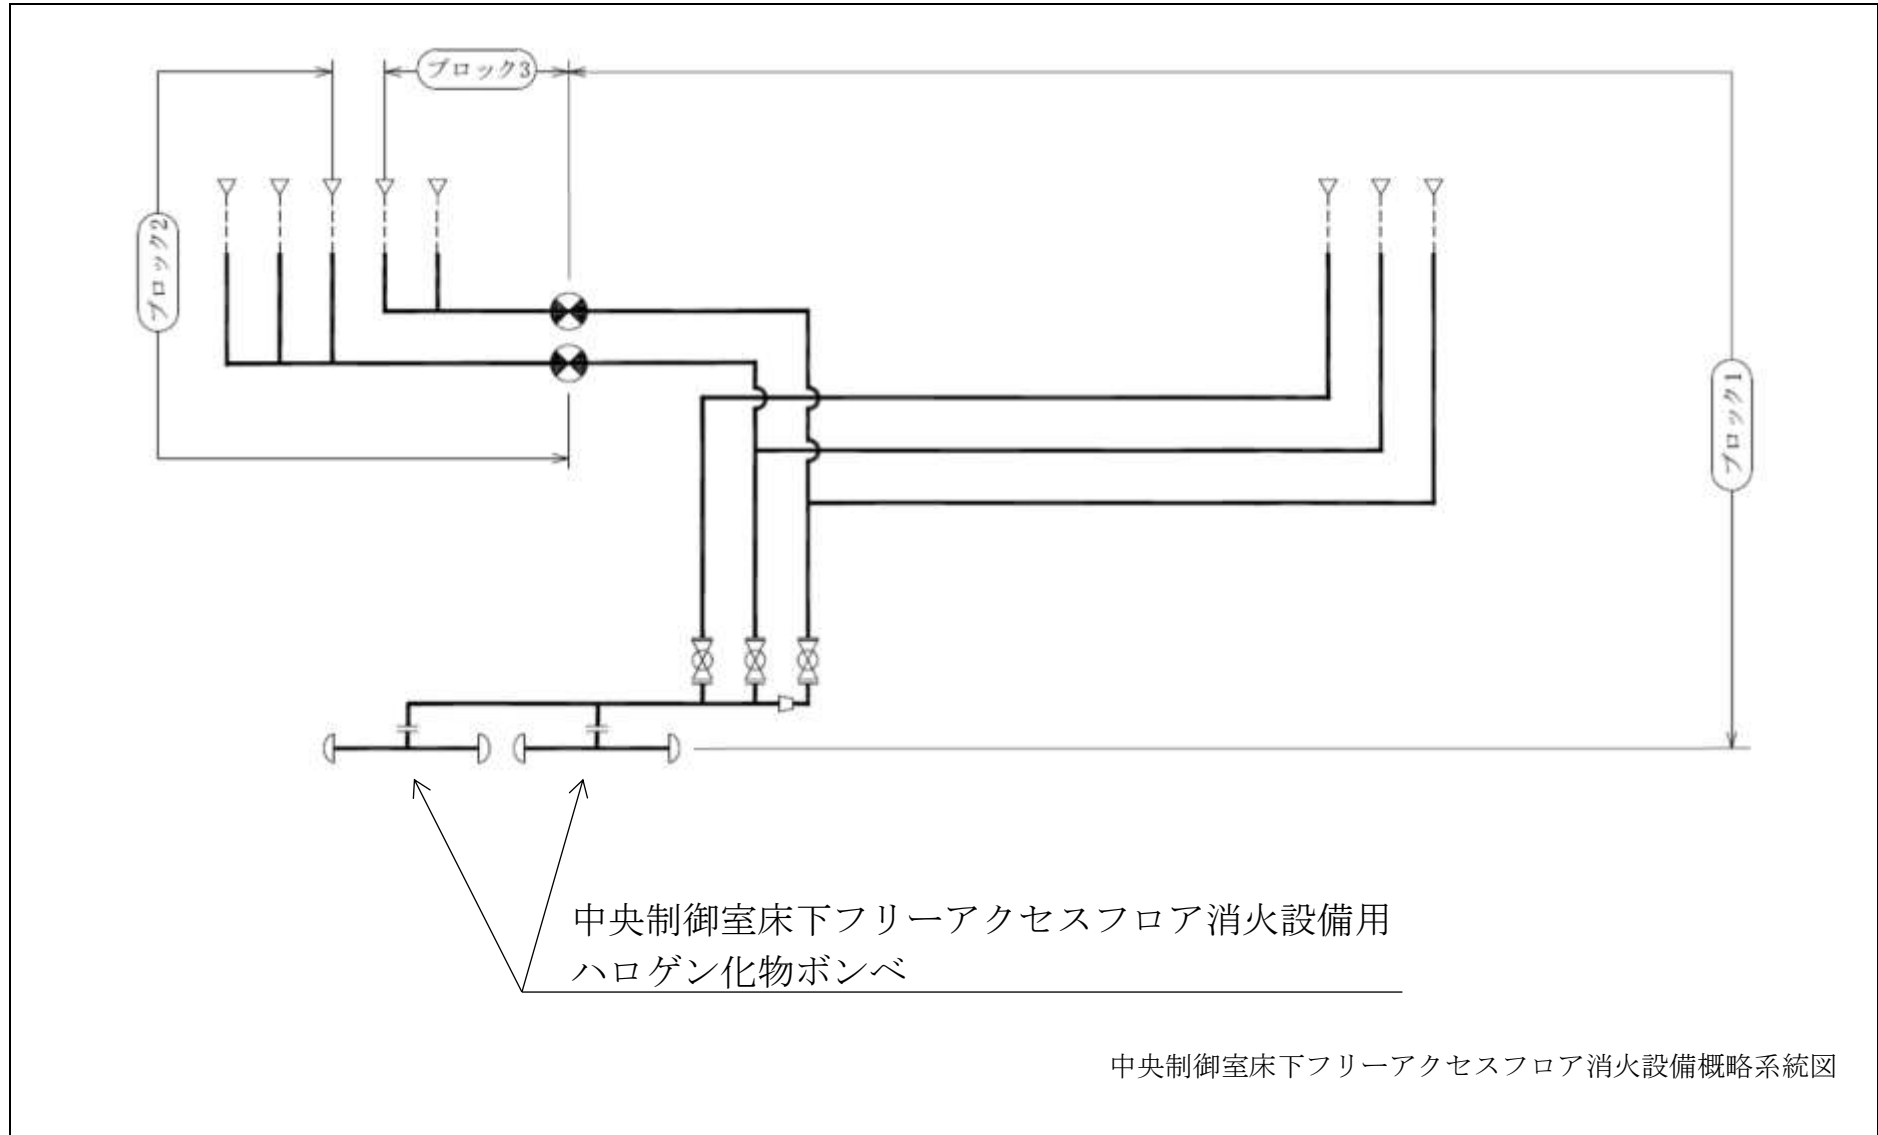 ブロック3
ブロック2
ブロック1
中央制御室床下フリーアクセスフロア消火設備用
ハロゲン化物ボンベ
中央制御室床下フリーアクセスフロア消火設備概略系統図